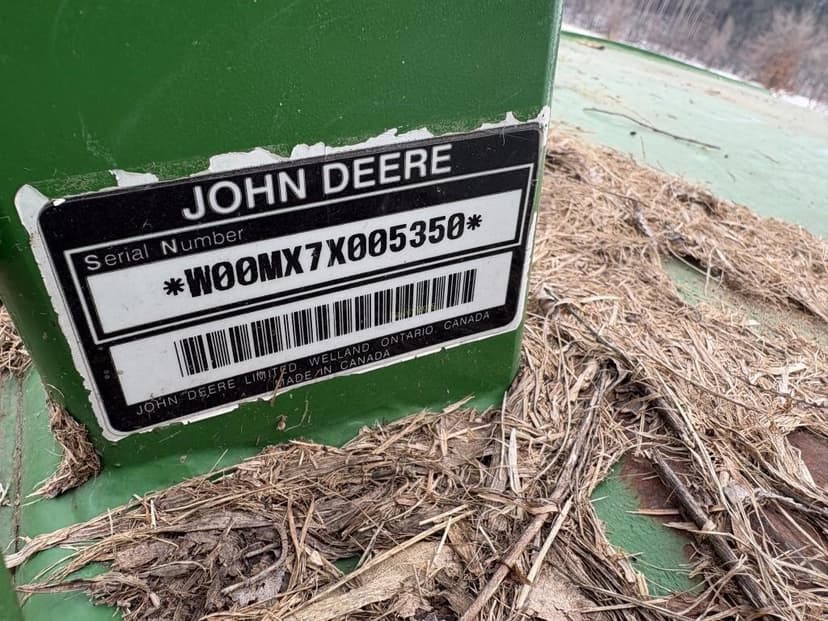 JOHN DEERE
Serial Number
*W00MX7X005350*
JOHN DEERE LIMITED WELLAND, ONTARIO, CANADA
MADE IN CANADA